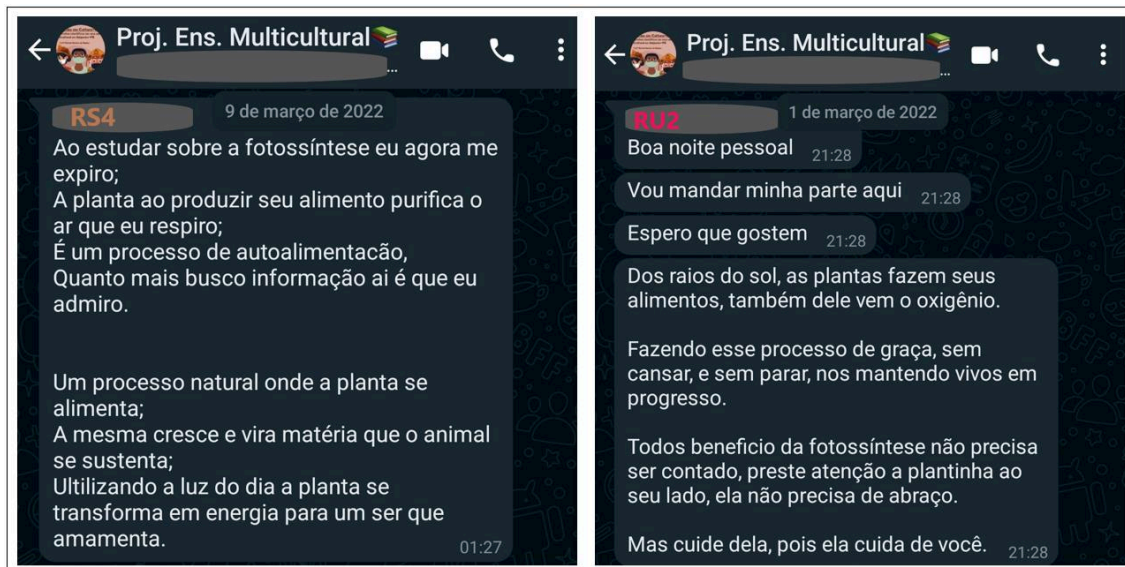 Proj. Ens. Multicultural
...
RS4
9 de março de 2022
Ao estudar sobre a fotossíntese eu agora me
expiro;
A planta ao produzir seu alimento purifica o
ar que eu respiro;
É um processo de autoalimentacão,
Quanto mais busco informação ai é que eu
admiro.
Um processo natural onde a planta se
alimenta;
A mesma cresce e vira matéria que o animal
se sustenta;
Ultilizando a luz do dia a planta se
transforma em energia para um ser que
amamenta.
01:27
Proj. Ens. Multicultural
...
RU2
1 de março de 2022
Boa noite pessoal 21:28
Vou mandar minha parte aqui 21:28
Espero que gostem 21:28
Dos raios do sol, as plantas fazem seus
alimentos, também dele vem o oxigênio.
Fazendo esse processo de graça, sem
cansar, e sem parar, nos mantendo vivos em
progresso.
Todos beneficio da fotossíntese não precisa
ser contado, preste atenção a plantinha ao
seu lado, ela não precisa de abraço.
Mas cuide dela, pois ela cuida de você. 21:28